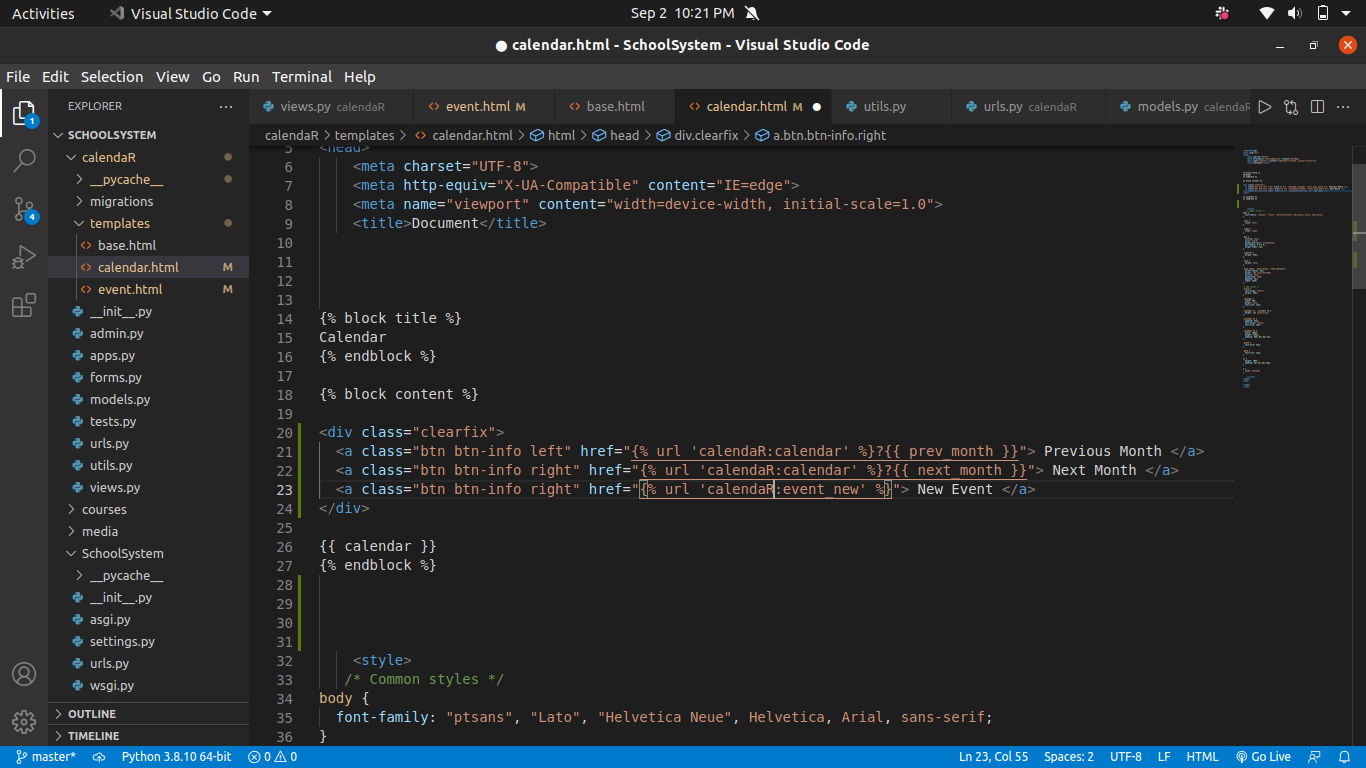 Activities
Visual Studio Code
Sep 2 10:21 PM
calendar.html - SchoolSystem - Visual Studio Code
File Edit Selection View Go Run Terminal Help
EXPLORER
SCHOOLSYSTEM
calendaR
__pycache__
migrations
templates
base.html
calendar.html M
event.html M
__init__.py
admin.py
apps.py
forms.py
models.py
tests.py
urls.py
utils.py
views.py
courses
media
SchoolSystem
__pycache__
__init__.py
asgi.py
settings.py
urls.py
wsgi.py
OUTLINE
TIMELINE
1
4
views.py calendaR
event.html M
base.html
calendar.html M
utils.py
urls.py calendaR
models.py calendaR
calendaR > templates > calendar.html > html > head > div.clearfix > a.btn.btn-info.right
5 <head>
6 <meta charset="UTF-8">
7 <meta http-equiv="X-UA-Compatible" content="IE=edge">
8 <meta name="viewport" content="width=device-width, initial-scale=1.0">
9 <title>Document</title>
10
11
12
13
14 {% block title %}
15 Calendar
16 {% endblock %}
17
18 {% block content %}
19
20 <div class="clearfix">
21 <a class="btn btn-info left" href="{% url 'calendaR:calendar' %}?{{ prev_month }}"> Previous Month </a>
22 <a class="btn btn-info right" href="{% url 'calendaR:calendar' %}?{{ next_month }}"> Next Month </a>
23 <a class="btn btn-info right" href="{% url 'calendaR:event_new' %}"> New Event </a>
24 </div>
25
26 {{ calendar }}
27 {% endblock %}
28
29
30
31
32 <style>
33 /* Common styles */
34 body {
35 font-family: "ptsans", "Lato", "Helvetica Neue", Helvetica, Arial, sans-serif;
36 }
master* Python 3.8.10 64-bit 0 0 Ln 23, Col 55 Spaces: 2 UTF-8 LF HTML Go Live